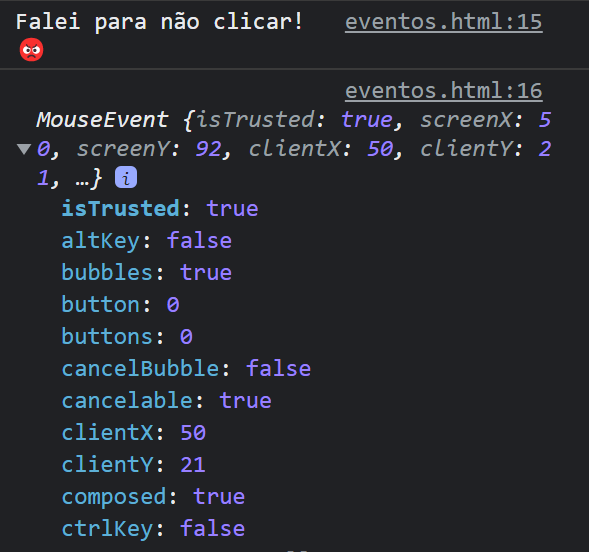 Falei para não clicar! eventos.html:15
😡
eventos.html:16
MouseEvent {isTrusted: true, screenX: 5
▼0, screenY: 92, clientX: 50, clientY: 2
1, …} i
isTrusted: true
altKey: false
bubbles: true
button: 0
buttons: 0
cancelBubble: false
cancelable: true
clientX: 50
clientY: 21
composed: true
ctrlKey: false